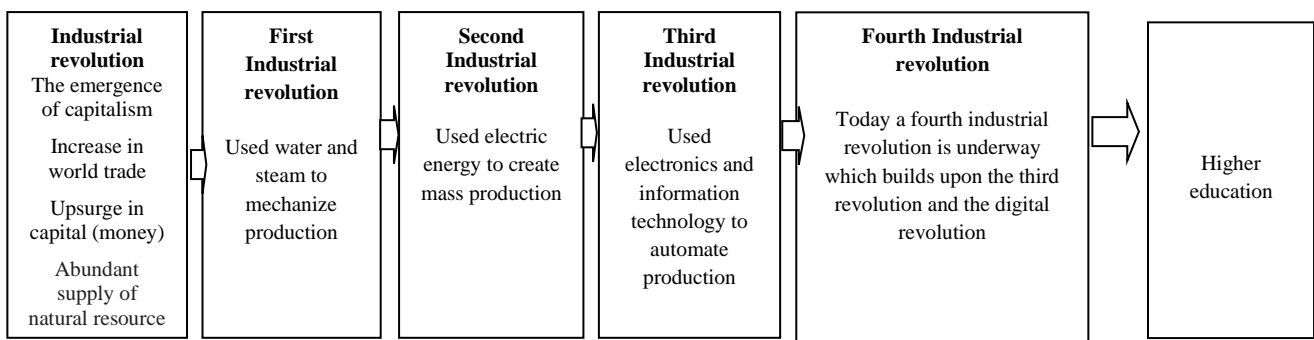 Industrial
revolution
The emergence
of capitalism
Increase in
world trade
Upsurge in
capital (money)
Abundant
supply of
natural resource
First
Industrial
revolution
Used water and
steam to
mechanize
production
Second
Industrial
revolution
Used electric
energy to create
mass production
Third
Industrial
revolution
Used
electronics and
information
technology to
automate
production
Fourth Industrial
revolution
Today a fourth industrial
revolution is underway
which builds upon the third
revolution and the digital
revolution
Higher
education